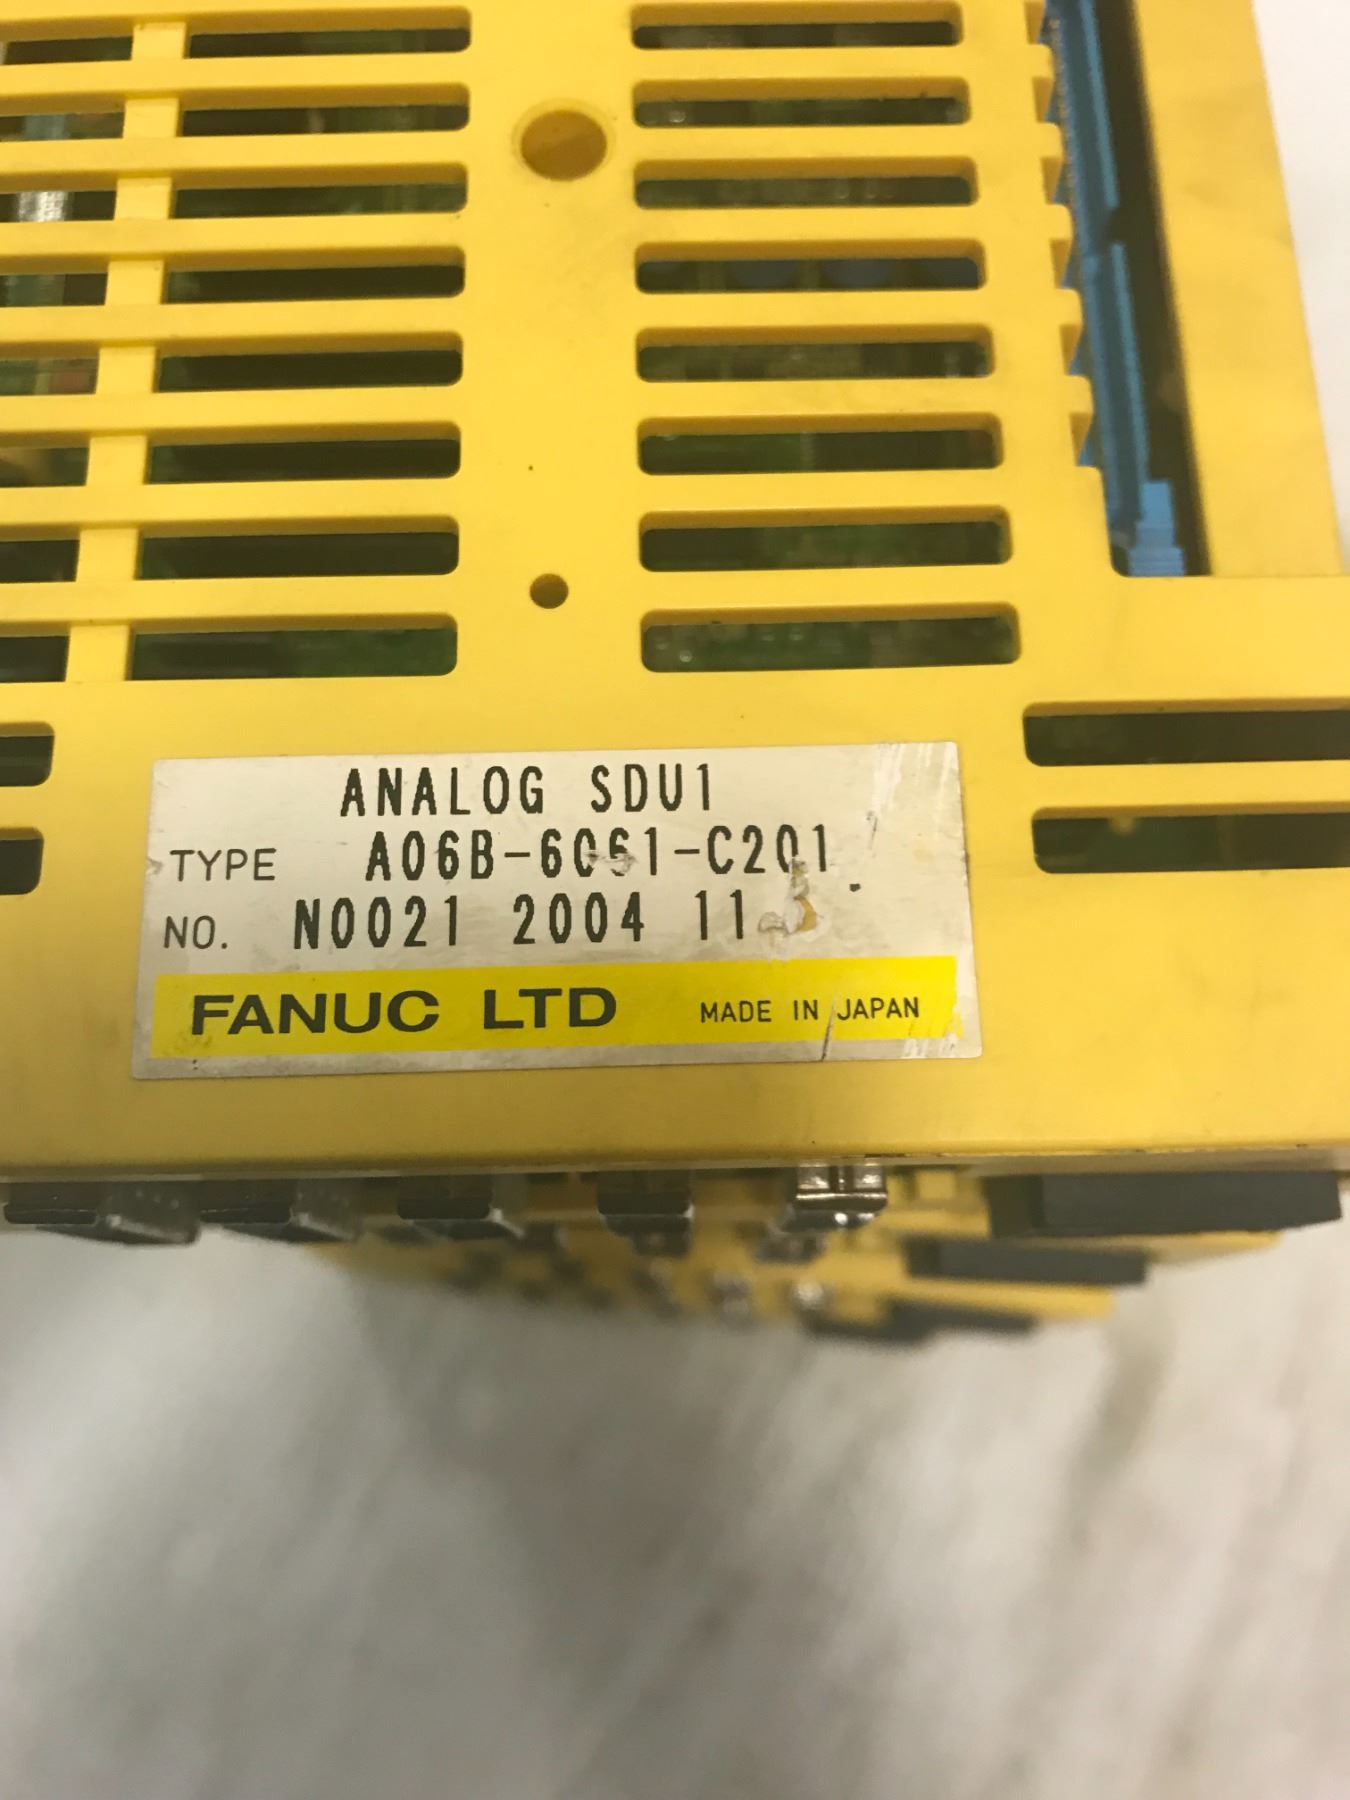 ANALOG SDU1
TYPE A06B-6061-C201
NO. N0021 2004 11
FANUC LTD MADE IN JAPAN